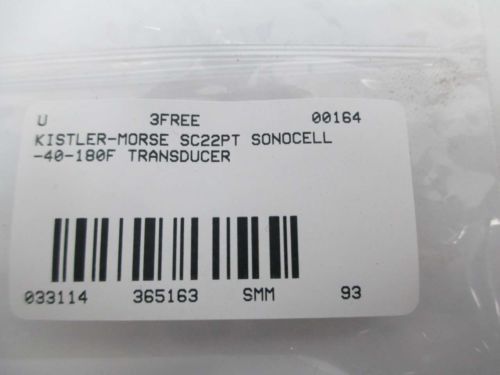 U 3FREE 00164
KISTLER-MORSE SC22PT SONOCELL
-40-180F TRANSDUCER
033114 365163 SMM 93